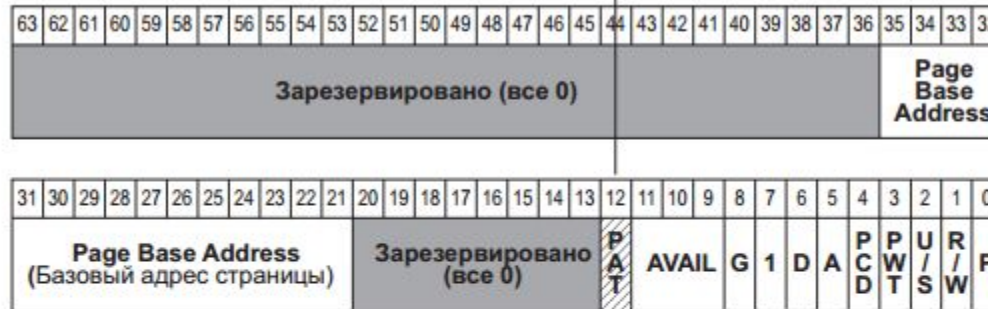 63 62 61 60 59 58 57 56 55 54 53 52 51 50 49 48 47 46 45 44 43 42 41 40 39 38 37 36 35 34 33
Зарезервировано (все 0)
Page
Base
Address
31 30 29 28 27 26 25 24 23 22 21 20 19 18 17 16 15 14 13 12 11 10 9 8 7 6 5 4 3 2 1 0
Page Base Address
(Базовый адрес страницы)
Зарезервировано
(все 0)
PAT
AVAIL
G
1
D
A
PCD
PWT
U/S
R/W
P